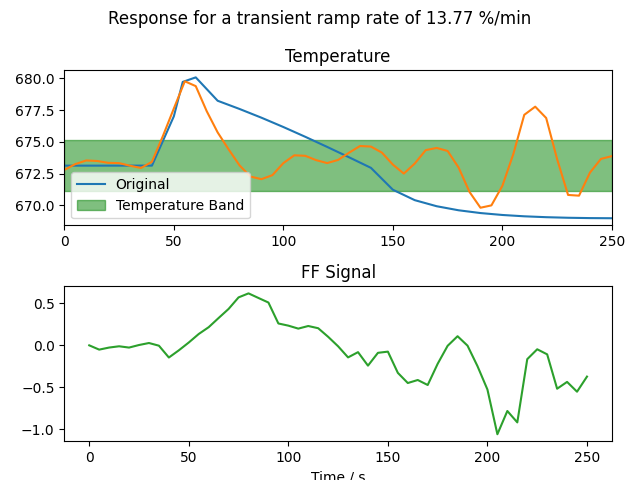 Response for a transient ramp rate of 13.77 %/min
Temperature
680.0
677.5
675.0
672.5
670.0
Original
Temperature Band
0 50 100 150 200 250
FF Signal
0.5
0.0
−0.5
−1.0
0 50 100 150 200 250
Time / s